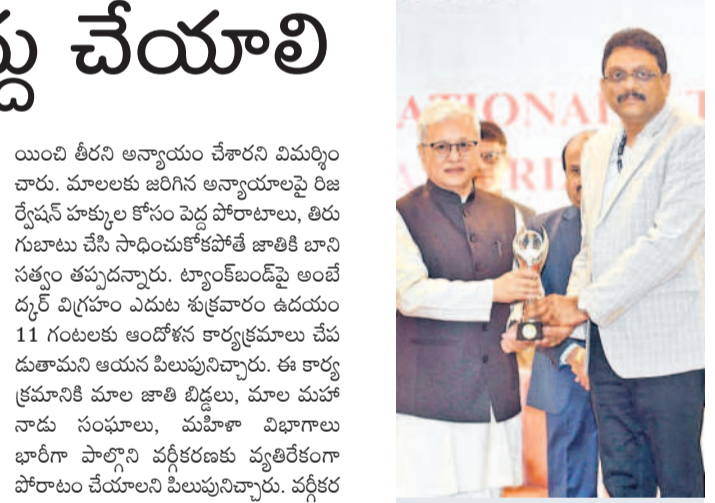 ద్దు చేయాలి
యించి తీరని అన్యాయం చేశారని విమర్శిం
చారు. మాలలకు జరిగిన అన్యాయాలపై రిజ
ర్వేషన్ హక్కుల కోసం పెద్ద పోరాటాలు, తిరు
గుబాటు చేసి సాధించుకోకపోతే జాతికి బాని
సత్వం తప్పదన్నారు. ట్యాంక్‌బండ్‌పై అంబే
ద్కర్ విగ్రహం ఎదుట శుక్రవారం ఉదయం
11 గంటలకు ఆందోళన కార్యక్రమాలు చేప
డుతామని ఆయన పిలుపునిచ్చారు. ఈ కార్య
క్రమానికి మాల జాతి బిడ్డలు, మాల మహా
నాడు సంఘాలు, మహిళా విభాగాలు
భారీగా పాల్గొని వర్గీకరణకు వ్యతిరేకంగా
పోరాటం చేయాలని పిలుపునిచ్చారు. వర్గీకర
ATIONA